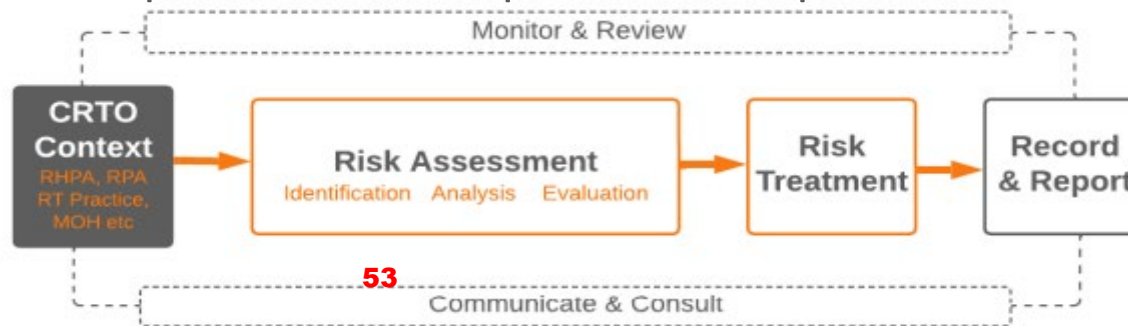 Monitor & Review
CRTO
Context
RHPA, RPA
RT Practice,
MOH etc
Risk Assessment
Identification Analysis Evaluation
Risk
Treatment
Record
& Report
53
Communicate & Consult